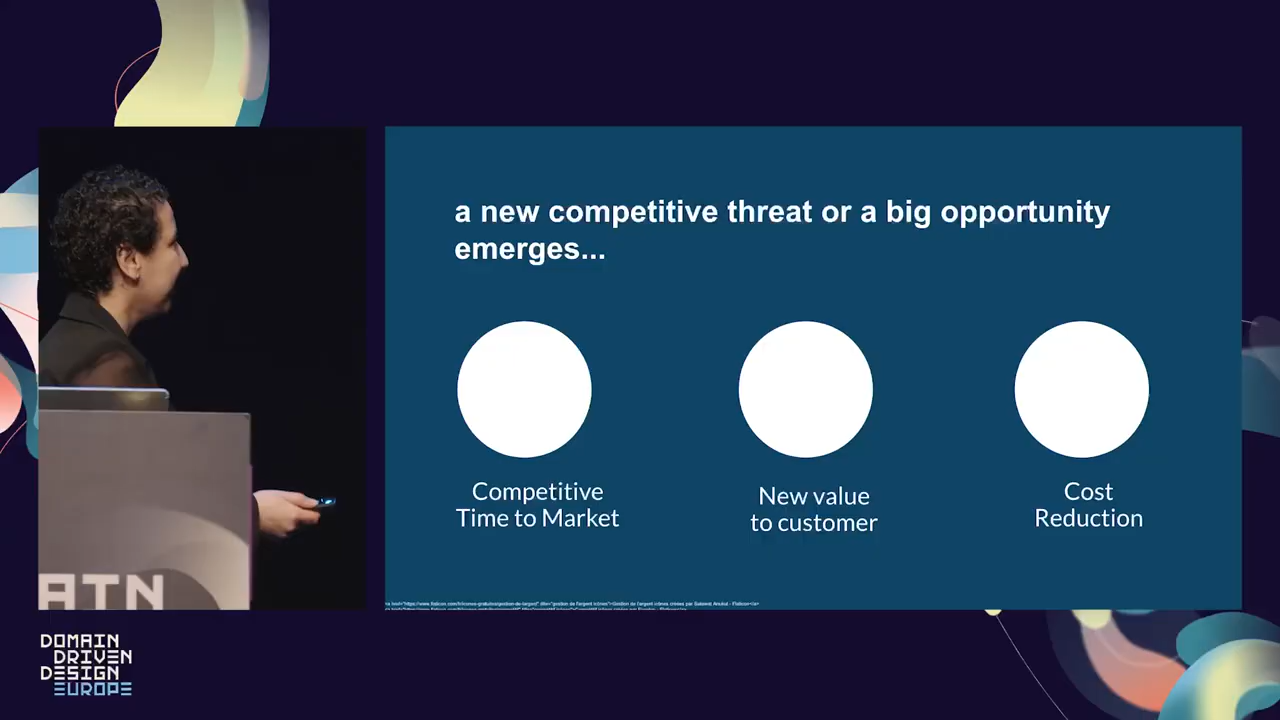 a new competitive threat or a big opportunity
emerges...
Competitive
Time to Market
New value
to customer
Cost
Reduction
DOMAIN
DRIVEN
DESIGN
EUROPE